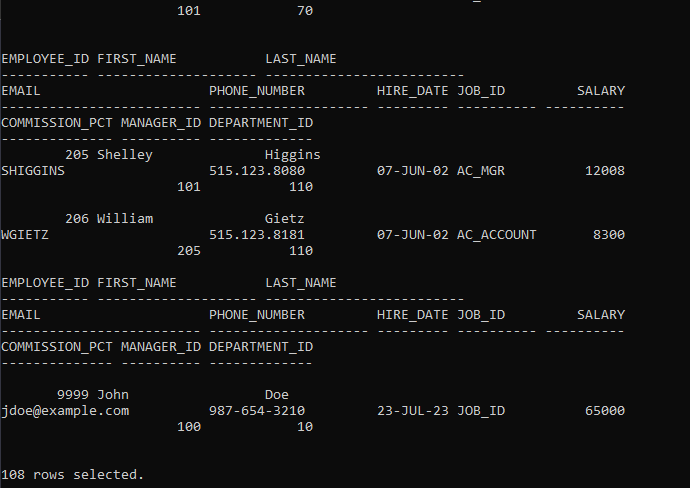 101 70
EMPLOYEE_ID FIRST_NAME LAST_NAME
----------- -------------------- -------------------------
EMAIL PHONE_NUMBER HIRE_DATE JOB_ID SALARY
------------------------- -------------------- --------- ---------- ----------
COMMISSION_PCT MANAGER_ID DEPARTMENT_ID
-------------- ---------- -------------
205 Shelley Higgins
SHIGGINS 515.123.8080 07-JUN-02 AC_MGR 12008
101 110
206 William Gietz
WGIETZ 515.123.8181 07-JUN-02 AC_ACCOUNT 8300
205 110
EMPLOYEE_ID FIRST_NAME LAST_NAME
----------- -------------------- -------------------------
EMAIL PHONE_NUMBER HIRE_DATE JOB_ID SALARY
------------------------- -------------------- --------- ---------- ----------
COMMISSION_PCT MANAGER_ID DEPARTMENT_ID
-------------- ---------- -------------
9999 John Doe
jdoe@example.com 987-654-3210 23-JUL-23 JOB_ID 65000
100 10
108 rows selected.